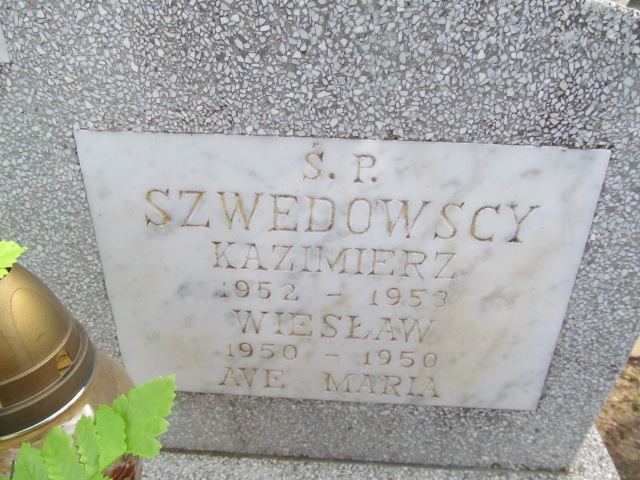 Ś. P.
SZWEDOWSCY
KAZIMIERZ
1952 - 1953
WIESŁAW
1950 - 1950
AVE MARIA